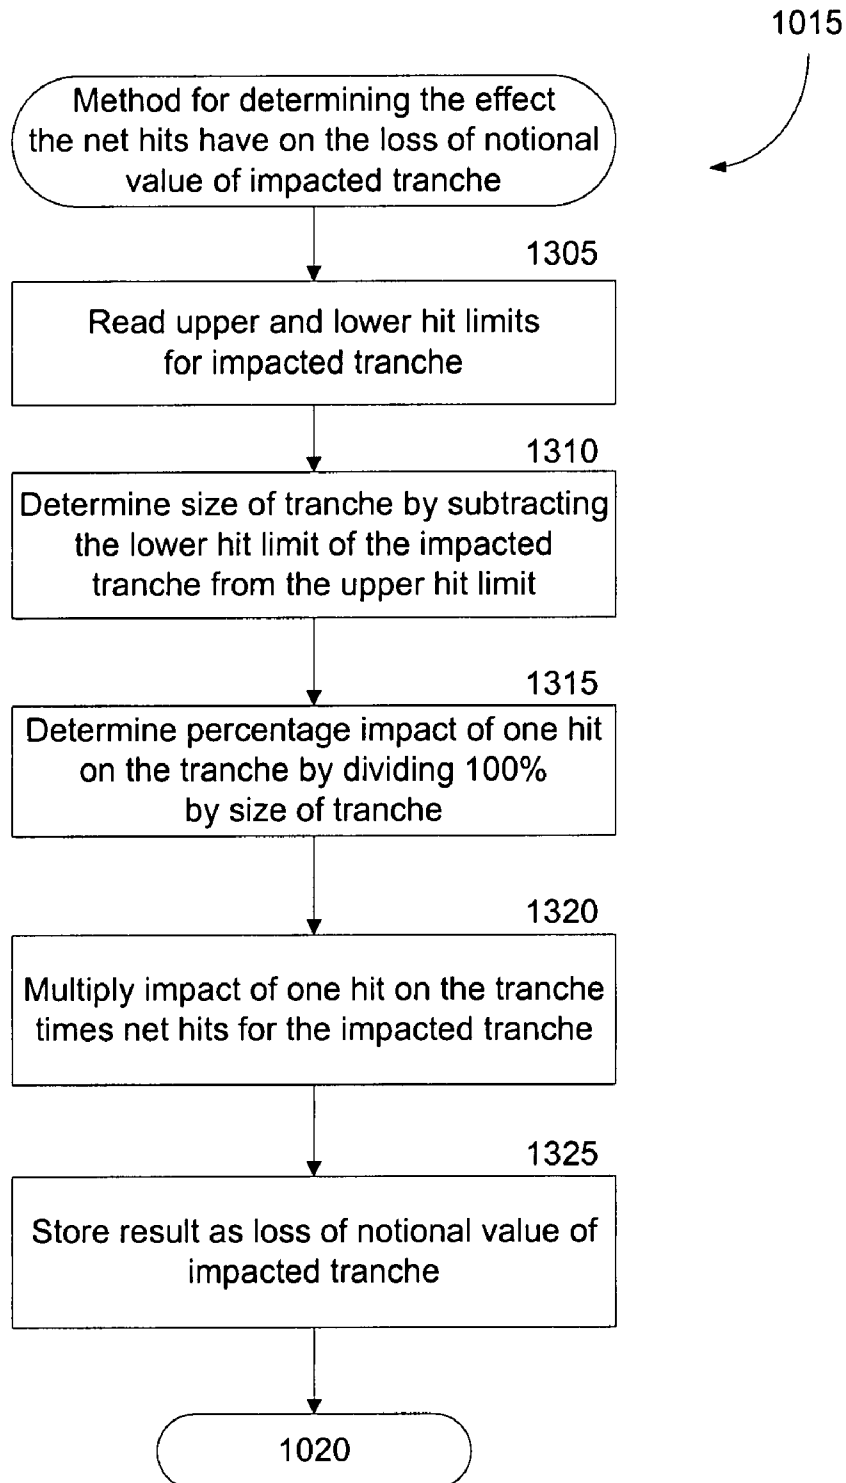 1015
Method for determining the effect
the net hits have on the loss of notional
value of impacted tranche
1305
Read upper and lower hit limits
for impacted tranche
1310
Determine size of tranche by subtracting
the lower hit limit of the impacted
tranche from the upper hit limit
1315
Determine percentage impact of one hit
on the tranche by dividing 100%
by size of tranche
1320
Multiply impact of one hit on the tranche
times net hits for the impacted tranche
1325
Store result as loss of notional value of
impacted tranche
1020